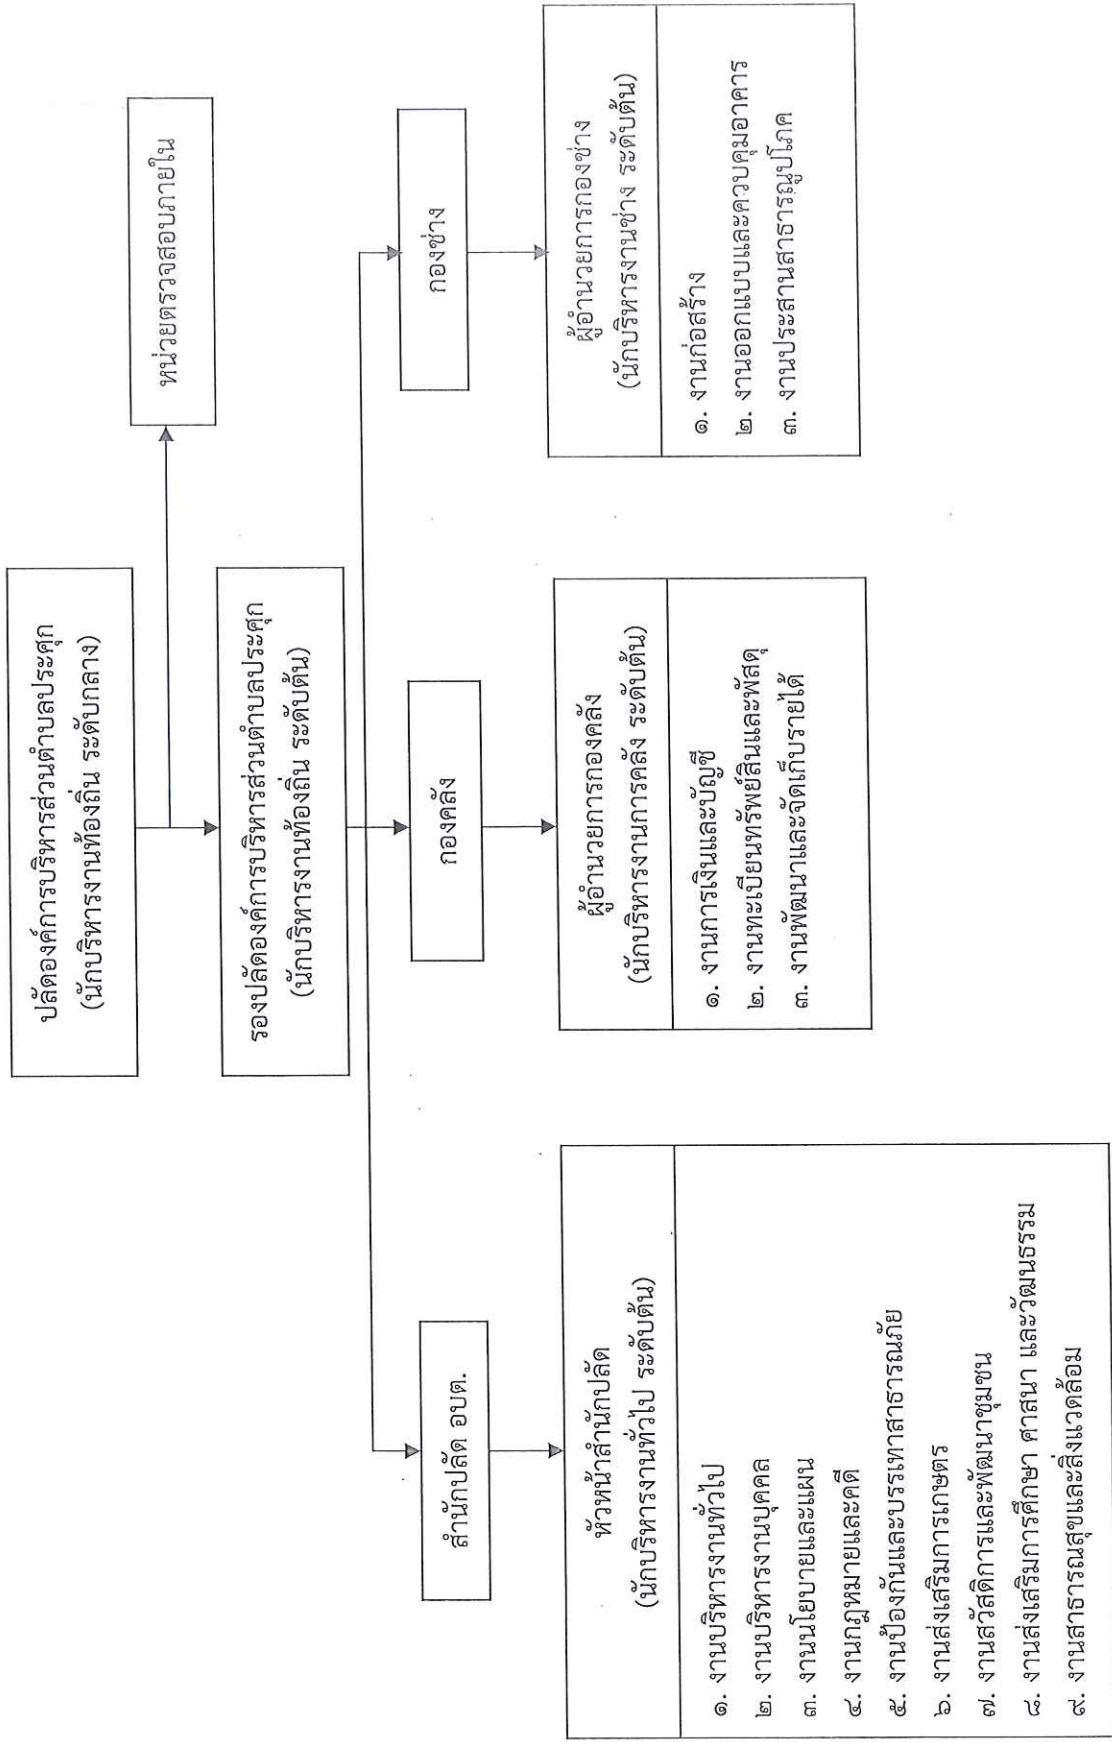 ปลัดองค์การบริหารส่วนตำบลประศุก
(นักบริหารงานท้องถิ่น ระดับกลาง)
หน่วยตรวจสอบภายใน
รองปลัดองค์การบริหารส่วนตำบลประศุก
(นักบริหารงานท้องถิ่น ระดับต้น)
สำนักปลัด อบต.
หัวหน้าสำนักปลัด
(นักบริหารงานทั่วไป ระดับต้น)
๑. งานบริหารงานทั่วไป
๒. งานบริหารงานบุคคล
๓. งานนโยบายและแผน
๔. งานกฎหมายและคดี
๕. งานป้องกันและบรรเทาสาธารณภัย
๖. งานส่งเสริมการเกษตร
๗. งานสวัสดิการและพัฒนาชุมชน
๘. งานส่งเสริมการศึกษา ศาสนา และวัฒนธรรม
๙. งานสาธารณสุขและสิ่งแวดล้อม
กองคลัง
ผู้อำนวยการกองคลัง
(นักบริหารงานการคลัง ระดับต้น)
๑. งานการเงินและบัญชี
๒. งานทะเบียนทรัพย์สินและพัสดุ
๓. งานพัฒนาและจัดเก็บรายได้
กองช่าง
ผู้อำนวยการกองช่าง
(นักบริหารงานช่าง ระดับต้น)
๑. งานก่อสร้าง
๒. งานออกแบบและควบคุมอาคาร
๓. งานประสานสาธารณูปโภค